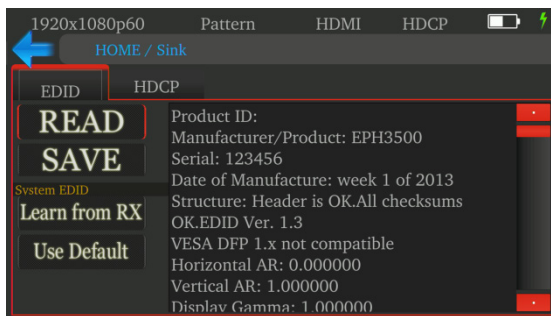 1920x1080p60 Pattern HDMI HDCP
HOME / Sink
EDID HDCP
READ
SAVE
System EDID
Learn from RX
Use Default
Product ID:
Manufacturer/Product: EPH3500
Serial: 123456
Date of Manufacture: week 1 of 2013
Structure: Header is OK.All checksums
OK.EDID Ver. 1.3
VESA DFP 1.x not compatible
Horizontal AR: 0.000000
Vertical AR: 1.000000
Display Gamma: 1.000000